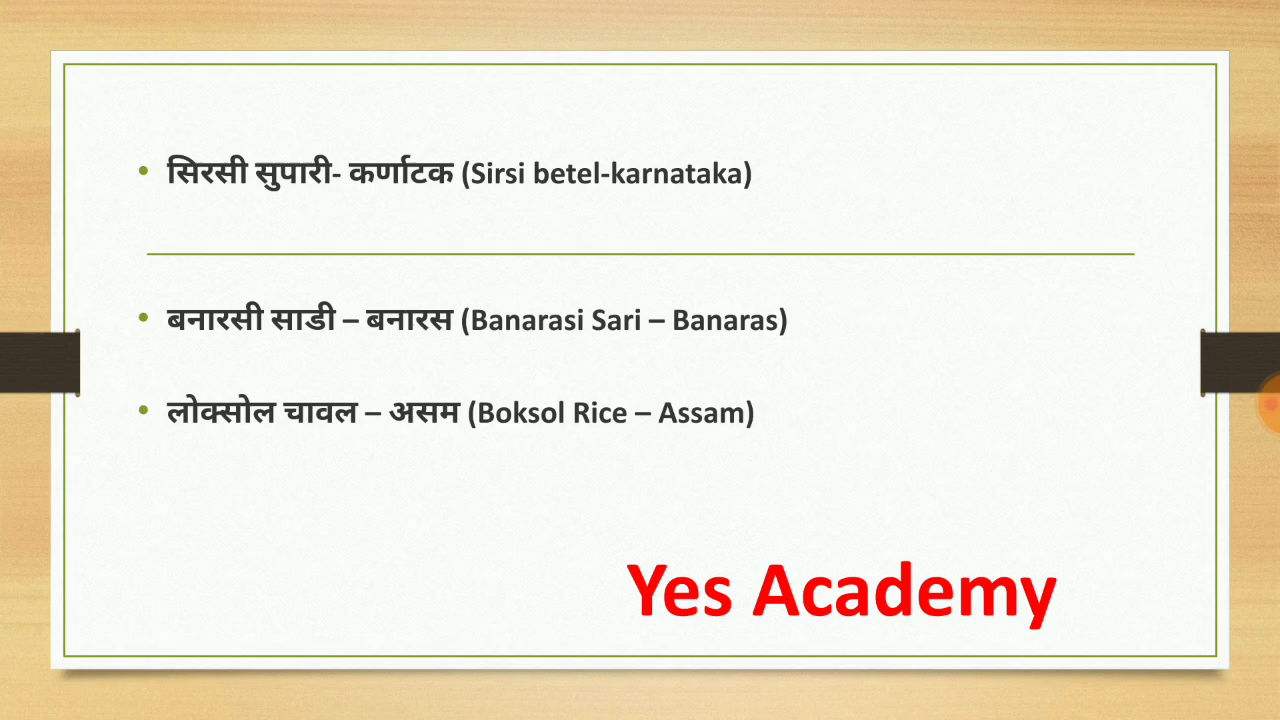 • सिरसी सुपारी- कर्णाटक (Sirsi betel-karnataka)
• बनारसी साडी – बनारस (Banarasi Sari – Banaras)
• लोक्सोल चावल – असम (Boksol Rice – Assam)
Yes Academy